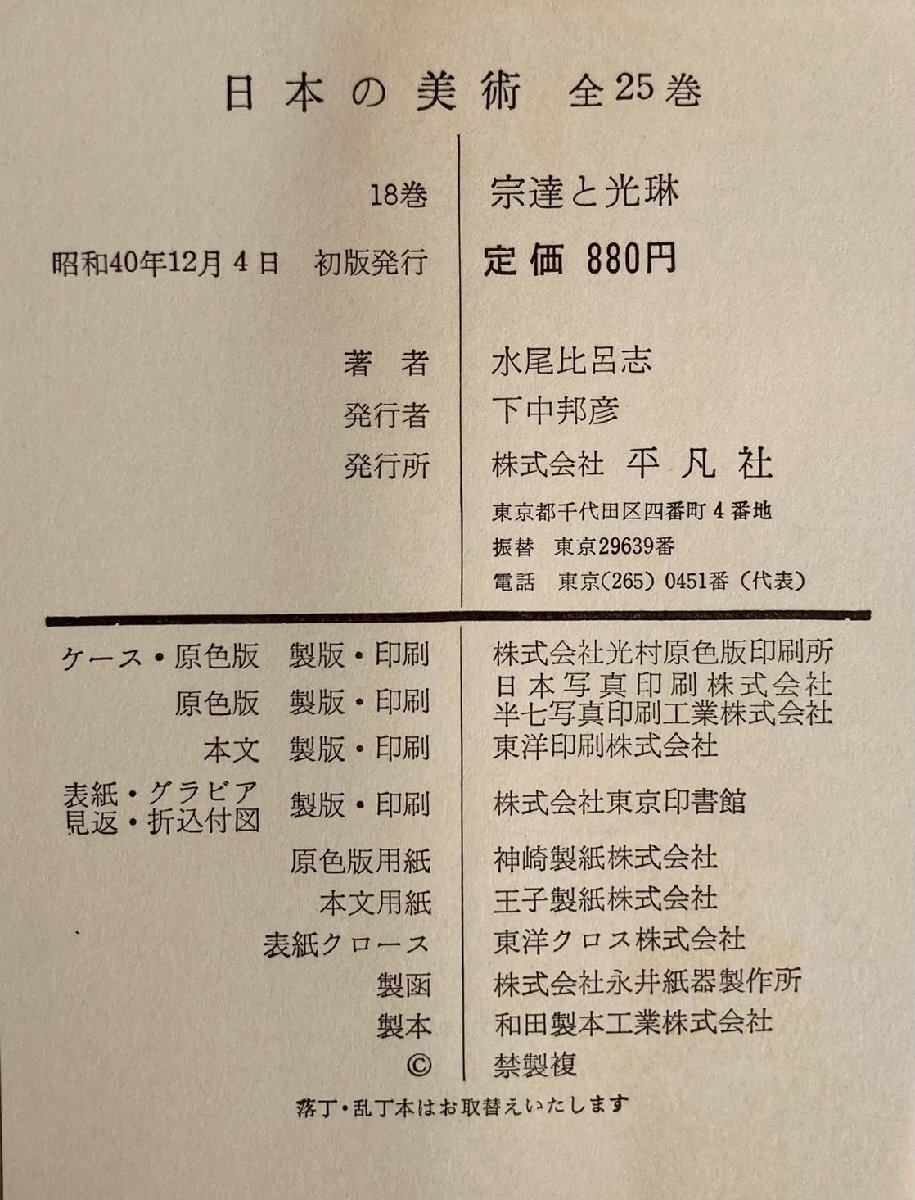 日本の美術 全25巻
18巻 宗達と光琳
昭和40年12月4日 初版発行 定価 880円
著者 水尾比呂志
発行者 下中邦彦
発行所 株式会社 平凡社
東京都千代田区四番町4番地
振替 東京29639番
電話 東京(265) 0451番(代表)
ケース・原色版 製版・印刷 株式会社光村原色版印刷所
原色版 製版・印刷 日本写真印刷株式会社
半七写真印刷工業株式会社
本文 製版・印刷 東洋印刷株式会社
表紙・グラビア
見返・折込付図 製版・印刷 株式会社東京印書館
原色版用紙 神崎製紙株式会社
本文用紙 王子製紙株式会社
表紙クロース 東洋クロス株式会社
製函 株式会社永井紙器製作所
製本 和田製本工業株式会社
© 禁製複
落丁・乱丁本はお取替えいたします